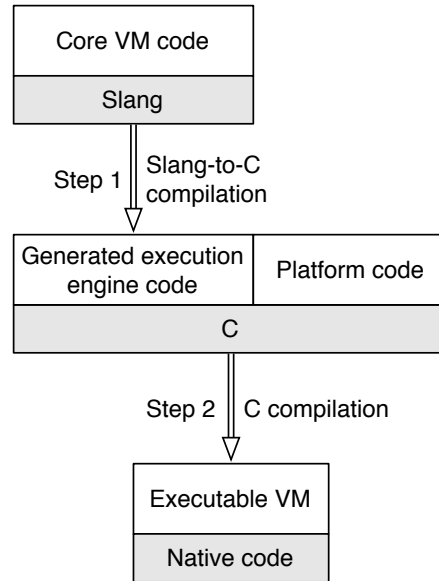 Core VM code
Slang
Step 1
Slang-to-C
compilation
Generated execution
engine code
Platform code
C
Step 2
C compilation
Executable VM
Native code